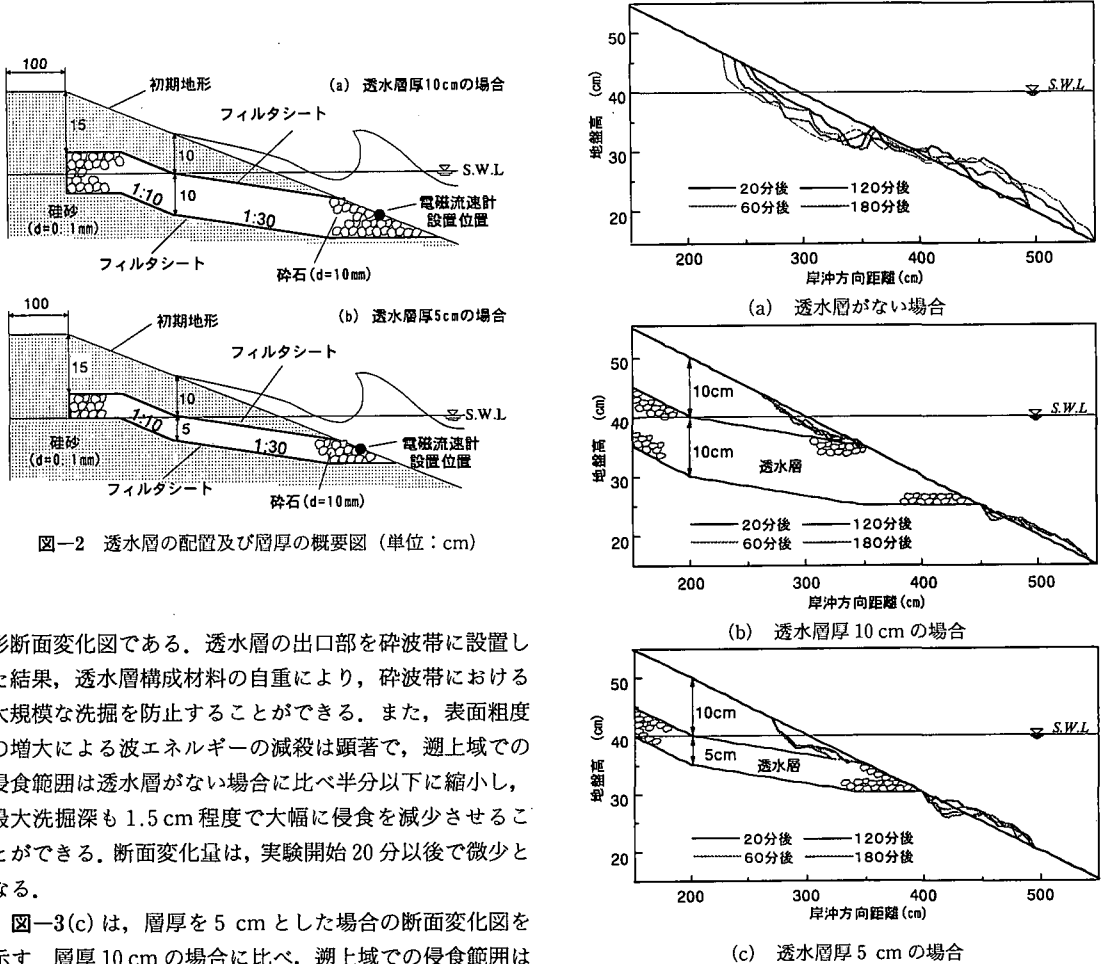 100
初期地形
(a) 透水層厚10cmの場合
フィルタシート
15
10
S.W.L
10
1:10
1:30
電磁流速計
設置位置
硅砂
(d=0.1mm)
フィルタシート
砕石(d=10mm)
100
初期地形
(b) 透水層厚5cmの場合
フィルタシート
15
10
S.W.L
5
1:10
1:30
電磁流速計
設置位置
硅砂
(d=0.1mm)
フィルタシート
砕石(d=10mm)
図―2 透水層の配置及び層厚の概要図（単位：cm）
形断面変化図である．透水層の出口部を砕波帯に設置し
た結果，透水層構成材料の自重により，砕波帯における
大規模な洗掘を防止することができる．また，表面粗度
の増大による波エネルギーの減殺は顕著で，遡上域での
侵食範囲は透水層がない場合に比べ半分以下に縮小し，
最大洗掘深も1.5 cm 程度で大幅に侵食を減少させるこ
とができる．断面変化量は，実験開始20分以後で微少と
なる．
図―3(c) は，層厚を 5 cm とした場合の断面変化図を
示す 層厚 10 cm の場合に比べ，遡上域での侵食範囲は
50
40
30
20
地盤高 (cm)
S.W.L
20分後 120分後
60分後 180分後
200 300 400 500
岸沖方向距離(cm)
(a) 透水層がない場合
50
40
30
20
地盤高 (cm)
10cm
S.W.L
10cm
透水層
20分後 120分後
60分後 180分後
200 300 400 500
岸沖方向距離(cm)
(b) 透水層厚 10 cm の場合
50
40
30
20
地盤高 (cm)
10cm
S.W.L
5cm
透水層
20分後 120分後
60分後 180分後
200 300 400 500
岸沖方向距離(cm)
(c) 透水層厚 5 cm の場合